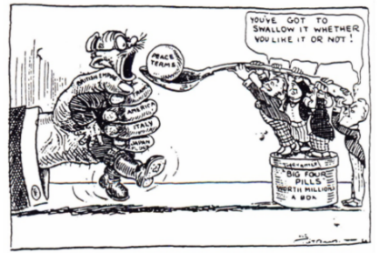 YOU'VE GOT TO
SWALLOW IT WHETHER
YOU LIKE IT OR NOT!
PEACE
TERMS
BRITISH EMPIRE
AMERICA
ITALY
JAPAN
"BIG FOUR"
PILLS
WORTH MILLIONS
A BOX